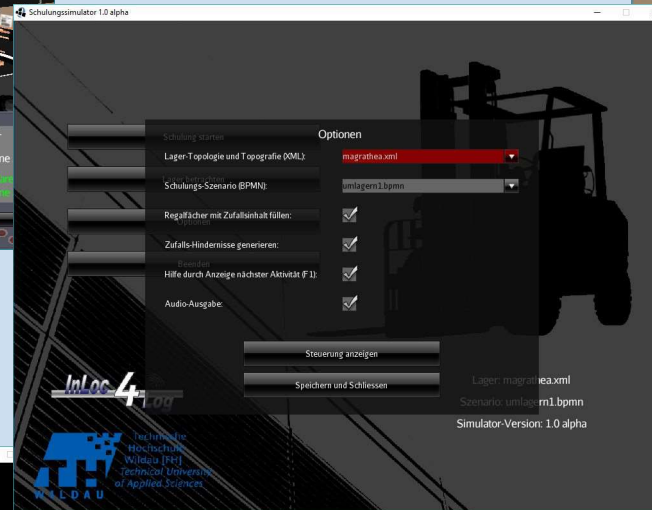 Schulungssimulator 1.0 alpha
Schulung starten
Lager betrachten
Optionen
Beenden
Optionen
Lager-Topologie und Topografie (XML):
magrathea.xml
Schulungs-Szenario (BPMN):
umlagern1.bpmn
Regalfächer mit Zufallsinhalt füllen:
Zufalls-Hindernisse generieren:
Hilfe durch Anzeige nächster Aktivität (F1):
Audio-Ausgabe:
Steuerung anzeigen
Speichern und Schliessen
Lager: magrathea.xml
Szenario: umlagern1.bpmn
Simulator-Version: 1.0 alpha
InLoc 4 Log
Technische
Hochschule
Wildau [FH]
Technical University
of Applied Sciences
WILDAU